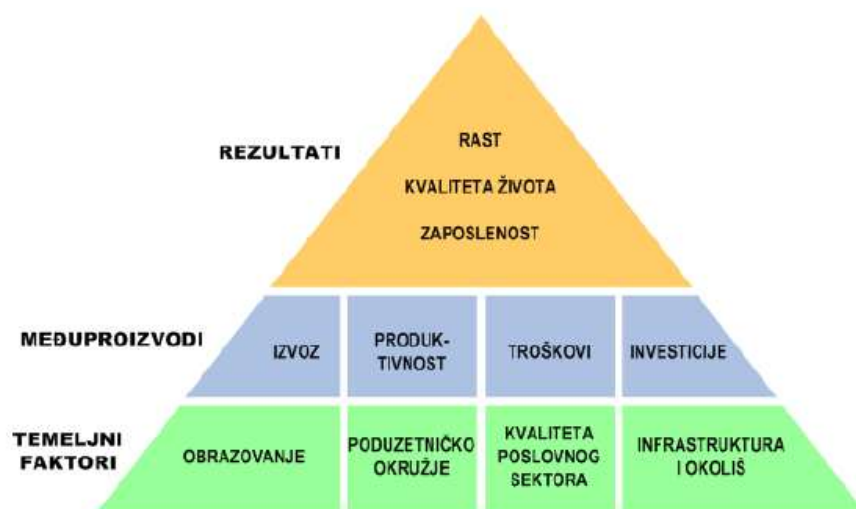 REZULTATI
RAST
KVALITETA ŽIVOTA
ZAPOSLENOST
MEĐUPROIZVODI
IZVOZ
PRODUK-
TIVNOST
TROŠKOVI
INVESTICIJE
TEMELJNI
FAKTORI
OBRAZOVANJE
PODUZETNIČKO
OKRUŽJE
KVALITETA
POSLOVNOG
SEKTORA
INFRASTRUKTURA
I OKOLIŠ